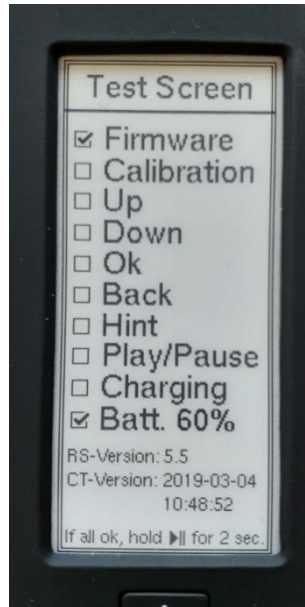 Test Screen
Firmware
Calibration
Up
Down
Ok
Back
Hint
Play/Pause
Charging
Batt. 60%
RS-Version: 5.5
CT-Version: 2019-03-04
10:48:52
If all ok, hold ▶|| for 2 sec.